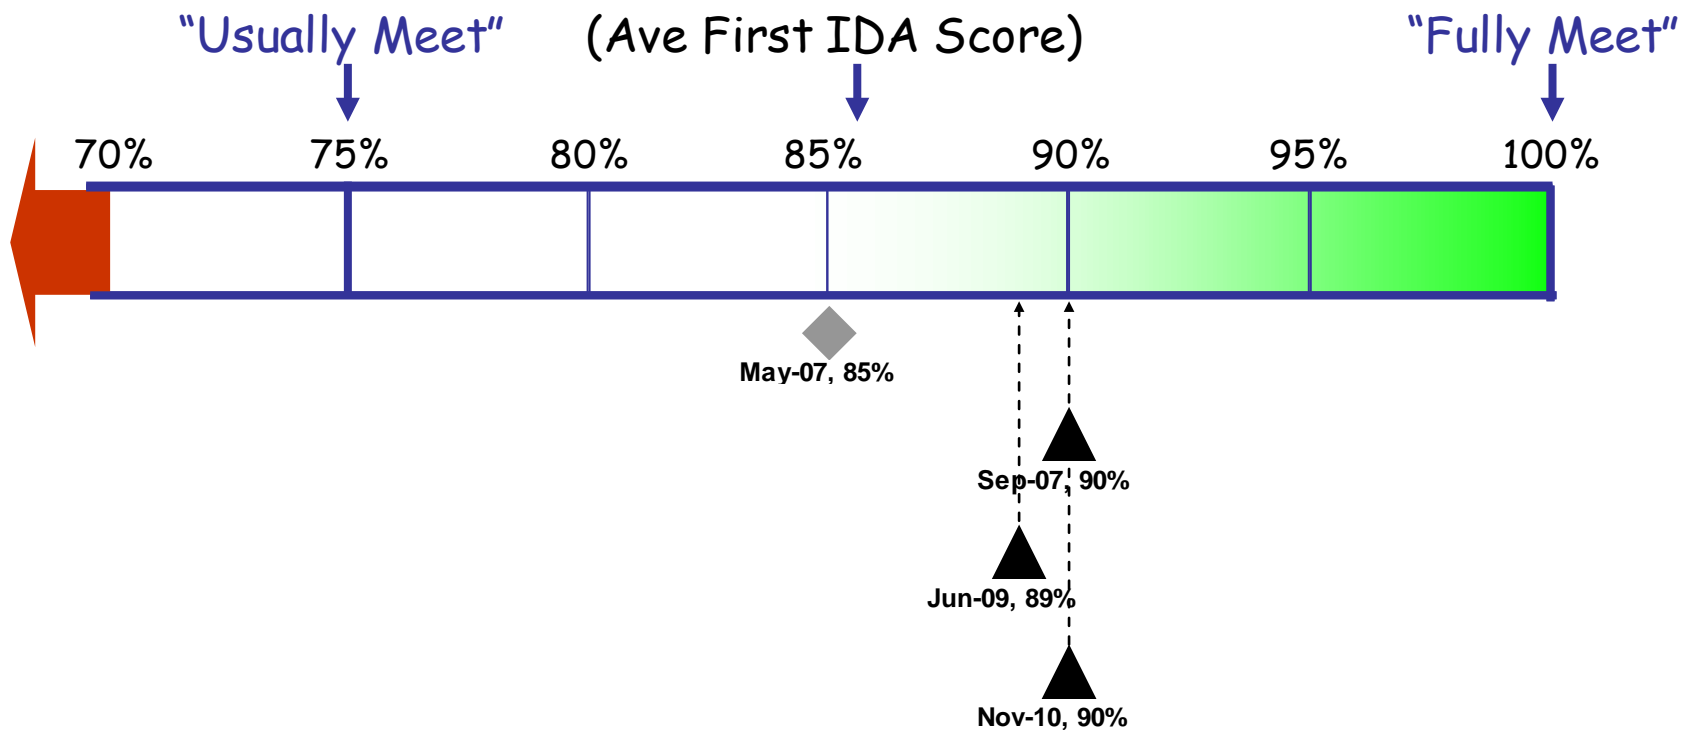 “Usually Meet” (Ave First IDA Score) “Fully Meet”
70% 75% 80% 85% 90% 95% 100%
May-07, 85%
Sep-07, 90%
Jun-09, 89%
Nov-10, 90%